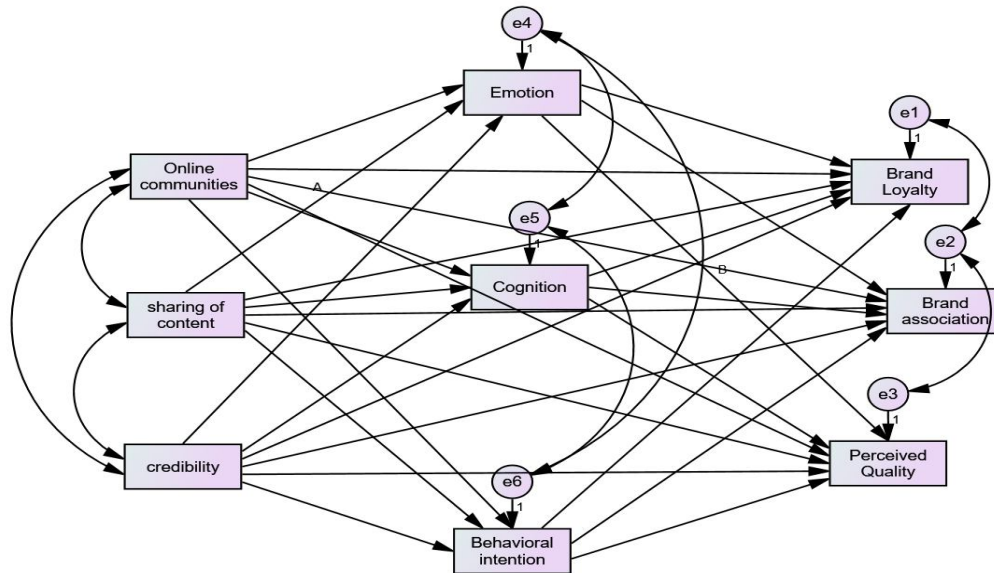 e4
1
Emotion
e1
1
Online
communities
Brand
Loyalty
A
e5
1
e2
1
B
Cognition
sharing of
content
Brand
association
e3
1
credibility
Perceived
Quality
e6
1
Behavioral
intention